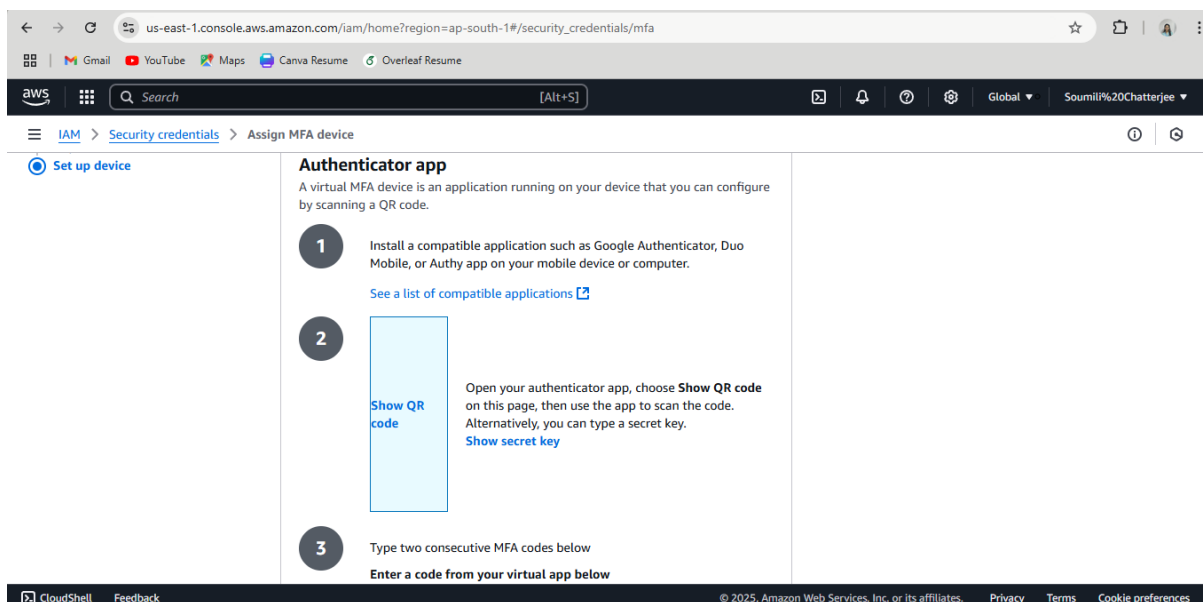 us-east-1.console.aws.amazon.com/iam/home?region=ap-south-1#/security_credentials/mfa
Gmail YouTube Maps Canva Resume Overleaf Resume
aws Search [Alt+S] Global ▼ Soumili%20Chatterjee ▼
IAM > Security credentials > Assign MFA device
Set up device
Authenticator app
A virtual MFA device is an application running on your device that you can configure
by scanning a QR code.
1
Install a compatible application such as Google Authenticator, Duo
Mobile, or Authy app on your mobile device or computer.
See a list of compatible applications
2
Show QR
code
Open your authenticator app, choose Show QR code
on this page, then use the app to scan the code.
Alternatively, you can type a secret key.
Show secret key
3
Type two consecutive MFA codes below
Enter a code from your virtual app below
CloudShell Feedback © 2025, Amazon Web Services, Inc. or its affiliates. Privacy Terms Cookie preferences